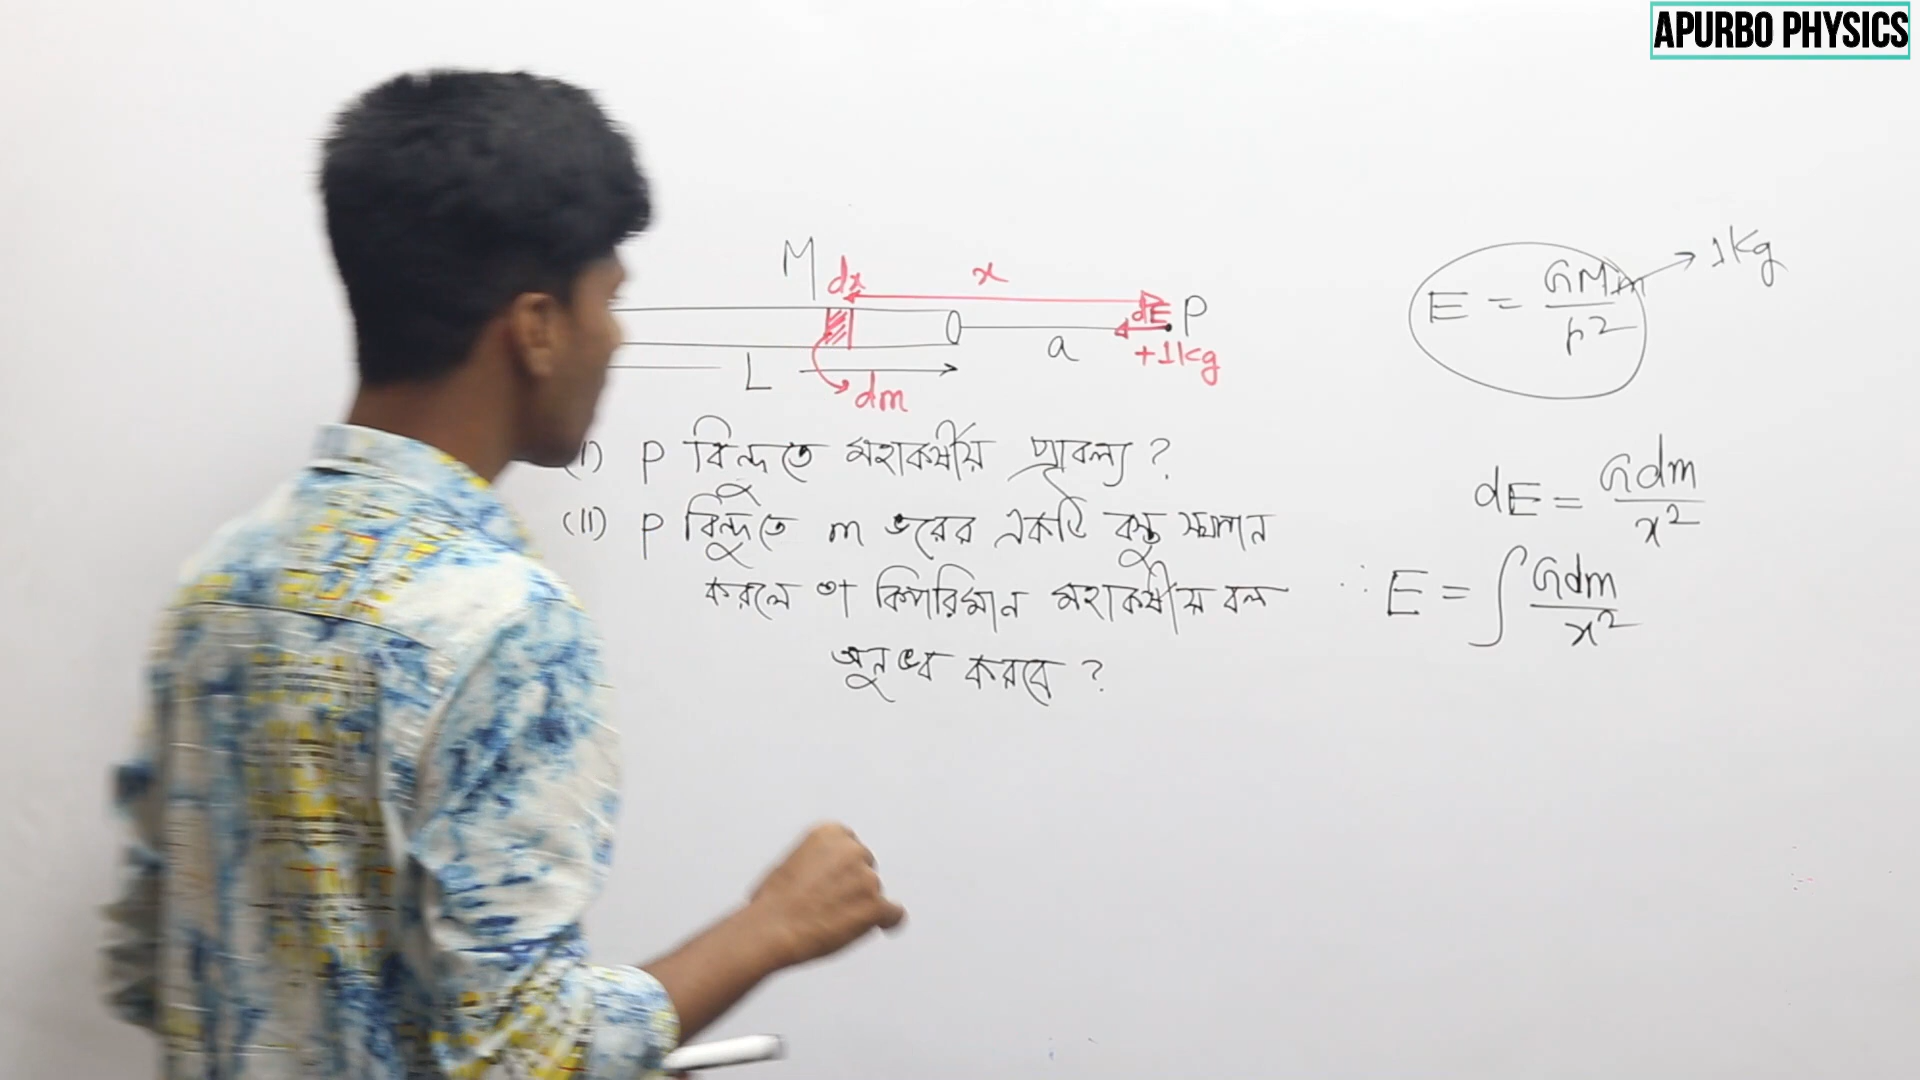 APURBO PHYSICS
M
dx
x
dE
P
a
+1kg
L
dm
(I) P বিন্দুতে মহাকর্ষীয় প্রাবল্য ?
(II) P বিন্দুতে m ভরের একটি বস্তু স্থাপন
করলে তা কিপরিমান মহাকর্ষীয় বল
অনুভব করবে ?
E = GMm/r² → 1kg
dE = Gdm/x²
∴ E = ∫ Gdm/x²